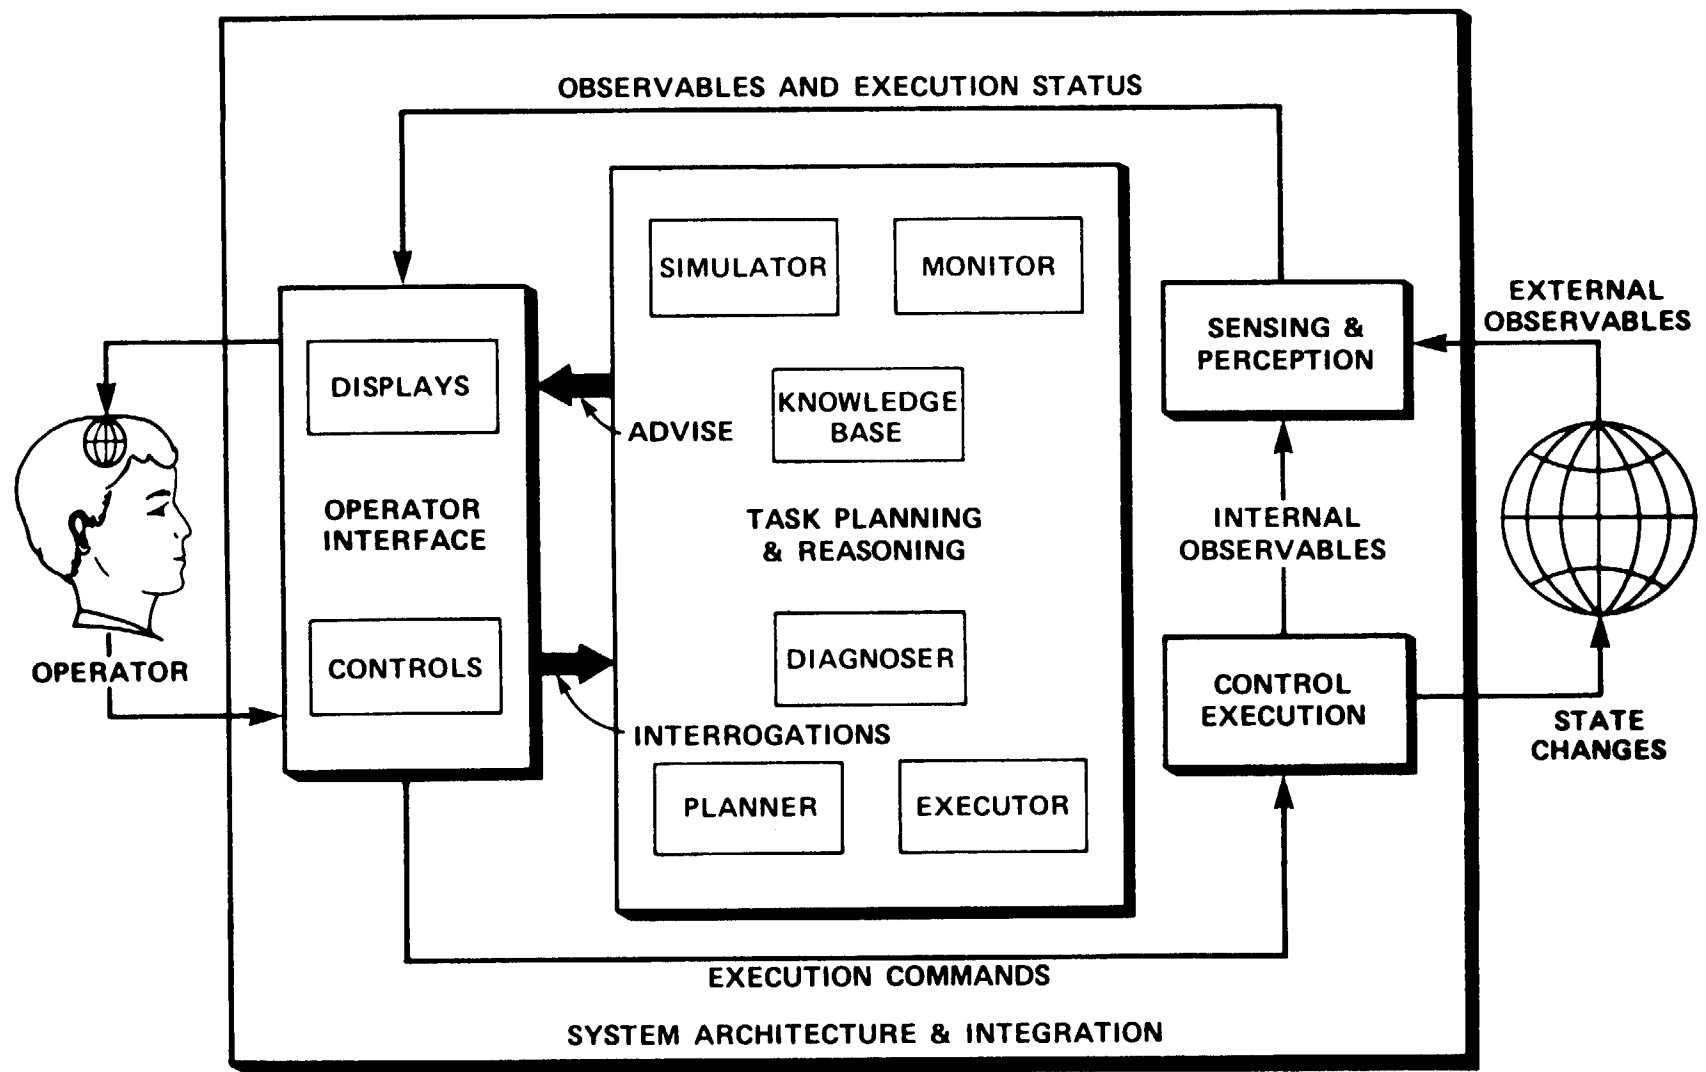 OBSERVABLES AND EXECUTION STATUS
SIMULATOR
MONITOR
EXTERNAL
OBSERVABLES
SENSING &
PERCEPTION
DISPLAYS
KNOWLEDGE
BASE
ADVISE
OPERATOR
INTERFACE
TASK PLANNING
& REASONING
INTERNAL
OBSERVABLES
OPERATOR
CONTROLS
DIAGNOSER
CONTROL
EXECUTION
INTERROGATIONS
STATE
CHANGES
PLANNER
EXECUTOR
EXECUTION COMMANDS
SYSTEM ARCHITECTURE & INTEGRATION